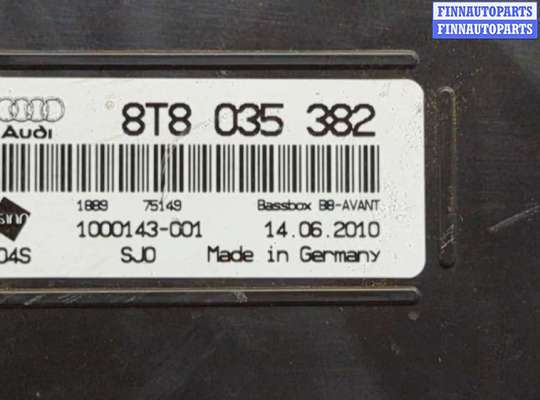 FINNAUTOPARTS
FINNAUTOPARTS
Audi
8T8 035 382
1889 75149 Bassbox B8-AVANT
1000143-001 14.06.2010
04S SJ0 Made in Germany